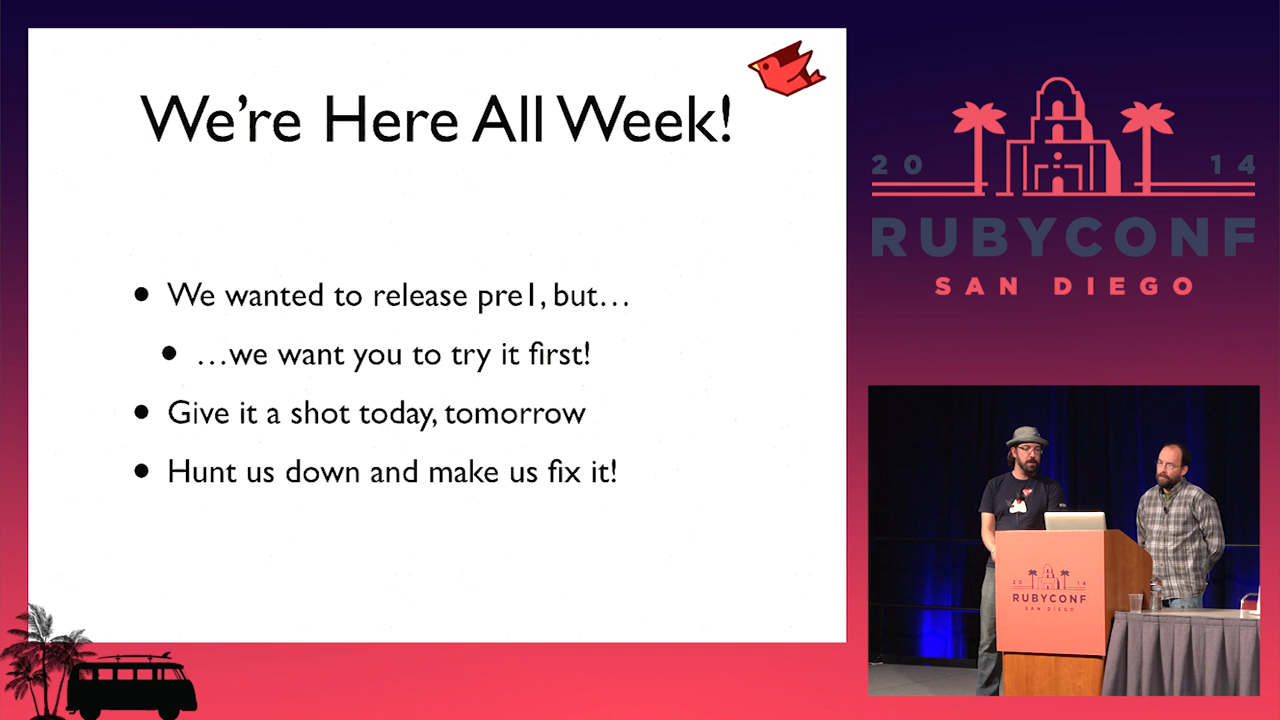 We're Here All Week!
• We wanted to release pre1, but…
• …we want you to try it first!
• Give it a shot today, tomorrow
• Hunt us down and make us fix it!
20 14
RUBYCONF
SAN DIEGO
20 14
RUBYCONF
SAN DIEGO